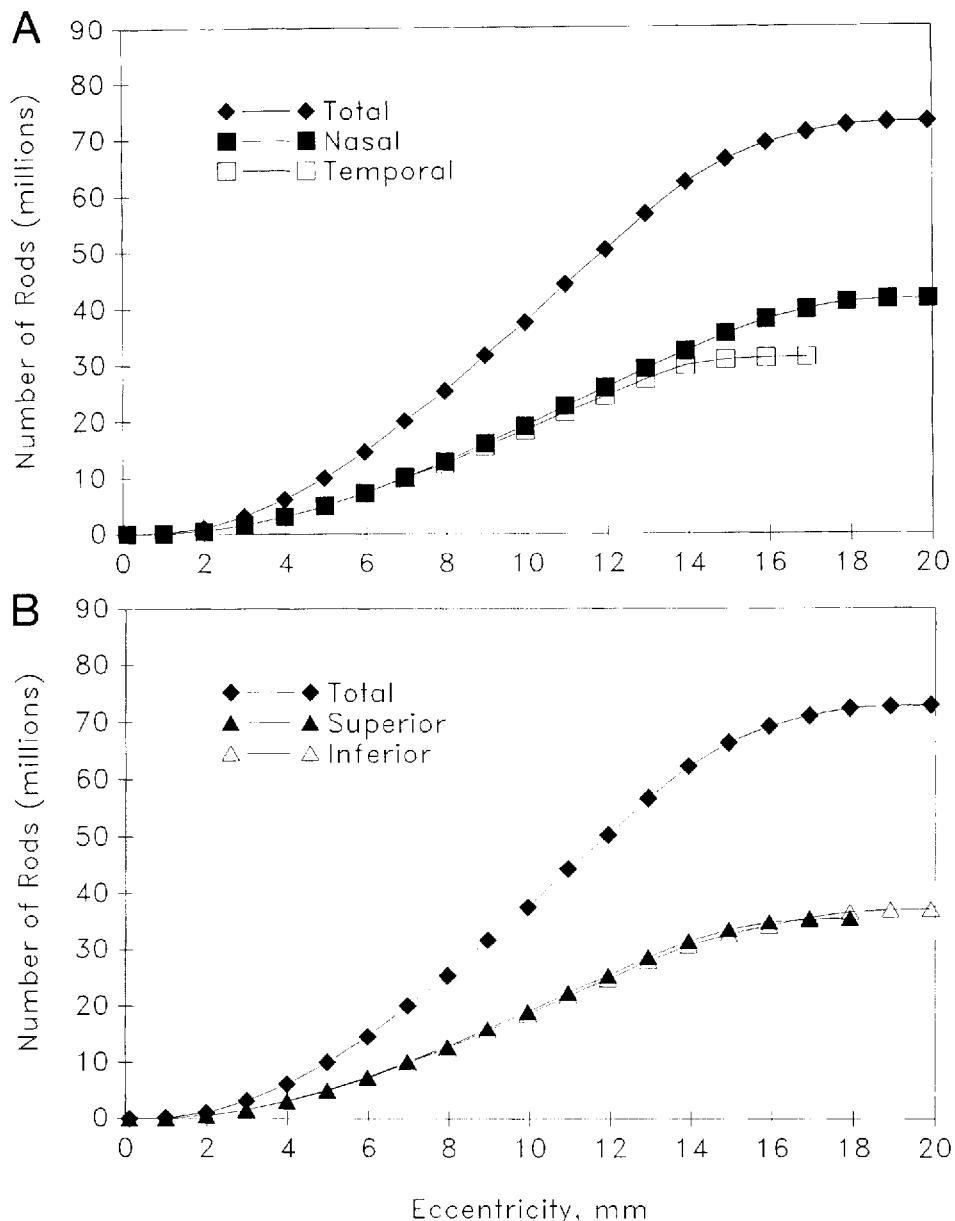 A
90
80
70
60
50
40
30
20
10
0
Number of Rods (millions)
Total
Nasal
Temporal
0 2 4 6 8 10 12 14 16 18 20
B
90
80
70
60
50
40
30
20
10
0
Number of Rods (millions)
Total
Superior
Inferior
0 2 4 6 8 10 12 14 16 18 20
Eccentricity, mm